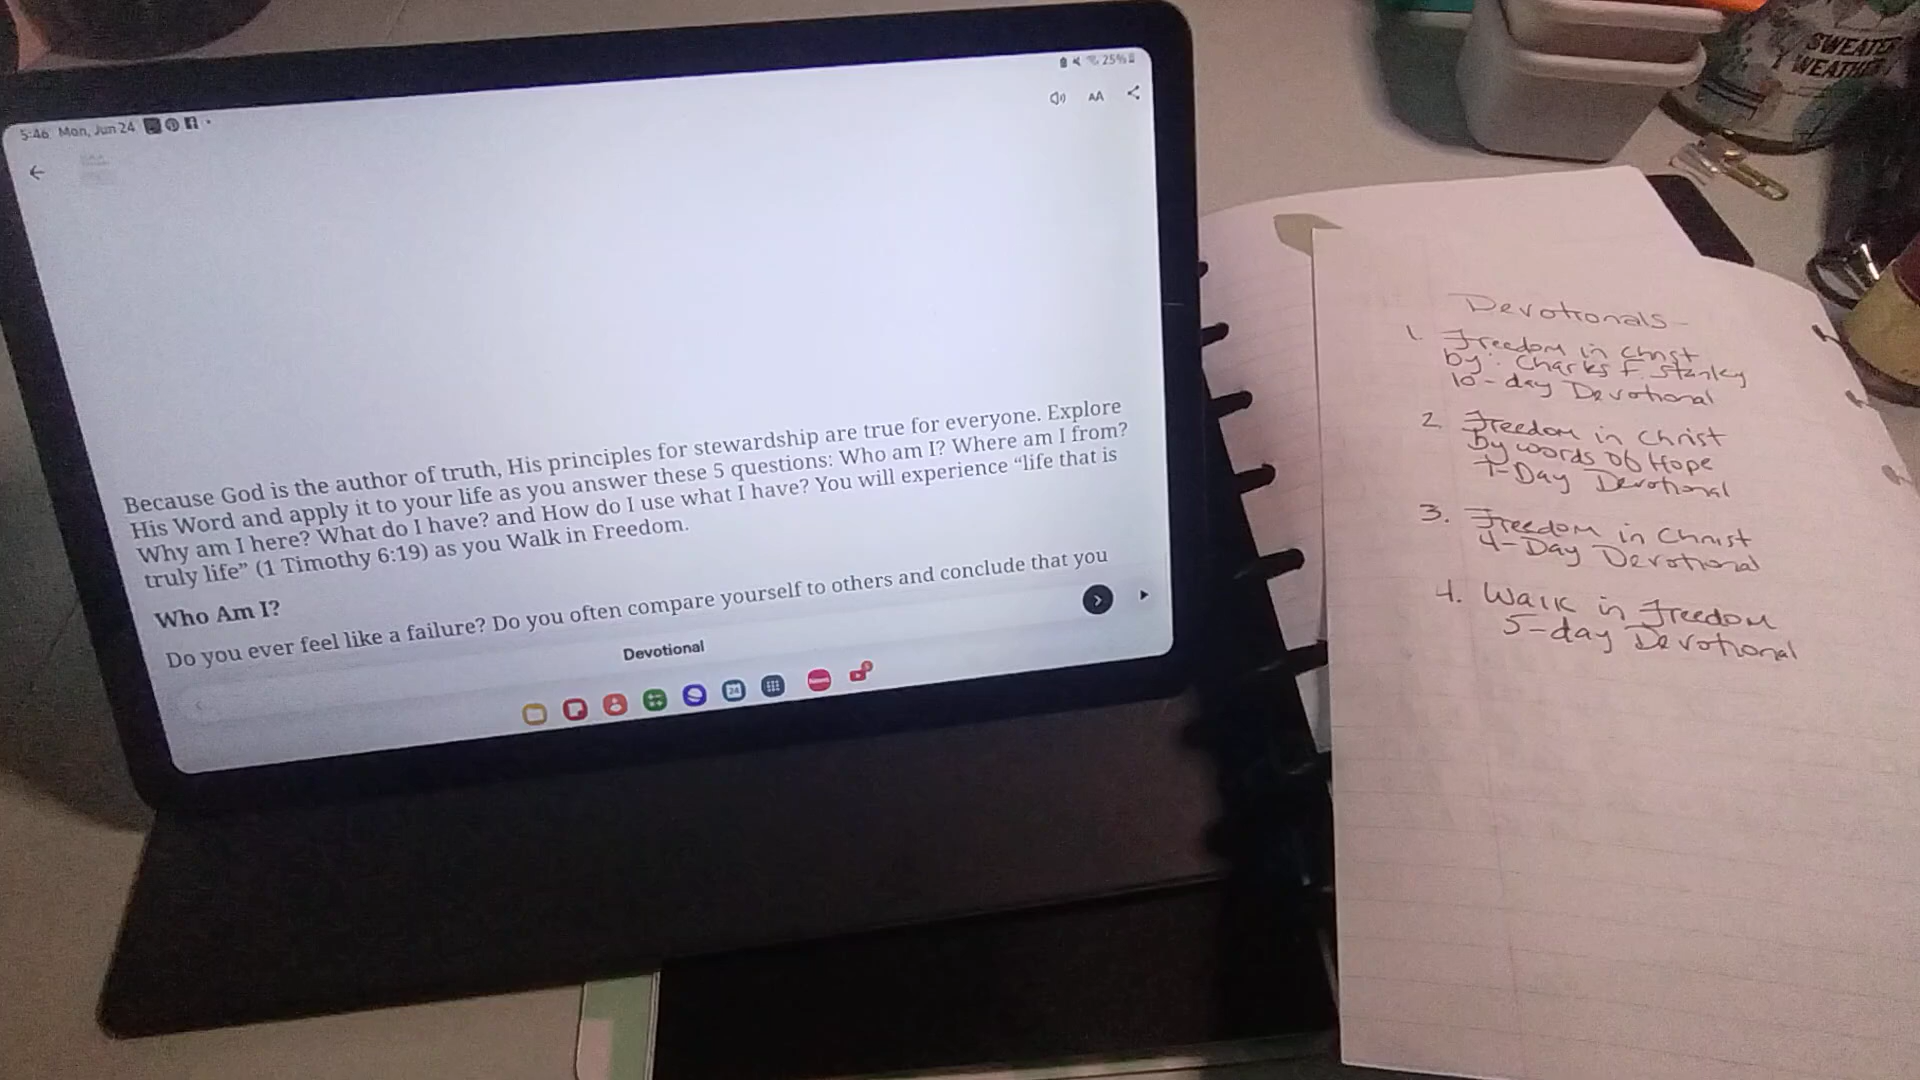 5:46 Mon, Jun 24
25%
AA
Because God is the author of truth, His principles for stewardship are true for everyone. Explore
His Word and apply it to your life as you answer these 5 questions: Who am I? Where am I from?
Why am I here? What do I have? and How do I use what I have? You will experience “life that is
truly life” (1 Timothy 6:19) as you Walk in Freedom.
Who Am I?
Do you ever feel like a failure? Do you often compare yourself to others and conclude that you
Devotional
24
SWEATER
WEATHER
Devotionals-
1. Freedom in Christ
by: Charles F. Stanley
10-day Devotional
2. Freedom in Christ
By words of Hope
7-Day Devotional
3. Freedom in Christ
4-Day Devotional
4. Walk in Freedom
5-day Devotional